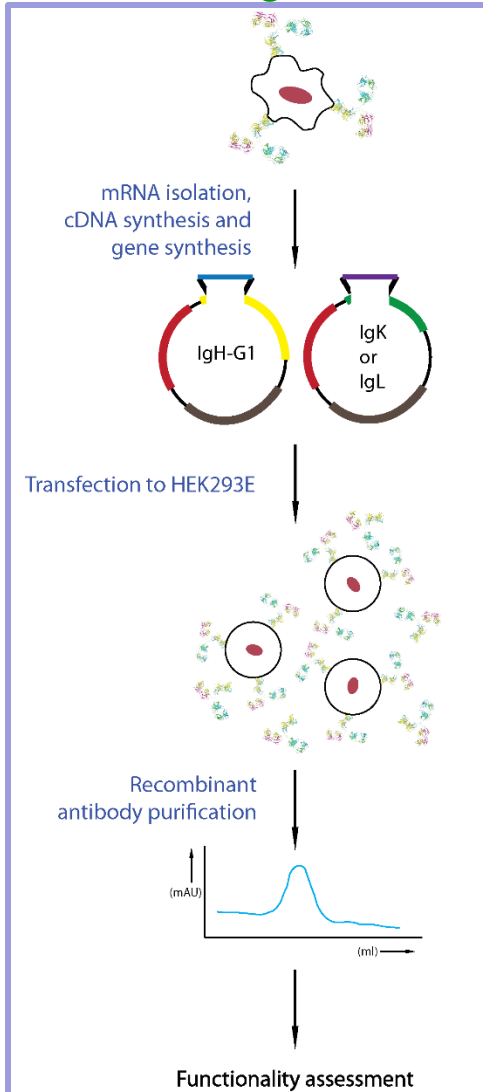 mRNA isolation,
cDNA synthesis and
gene synthesis
IgH-G1
IgK
or
IgL
Transfection to HEK293E
Recombinant
antibody purification
(mAU)
(ml)
Functionality assessment